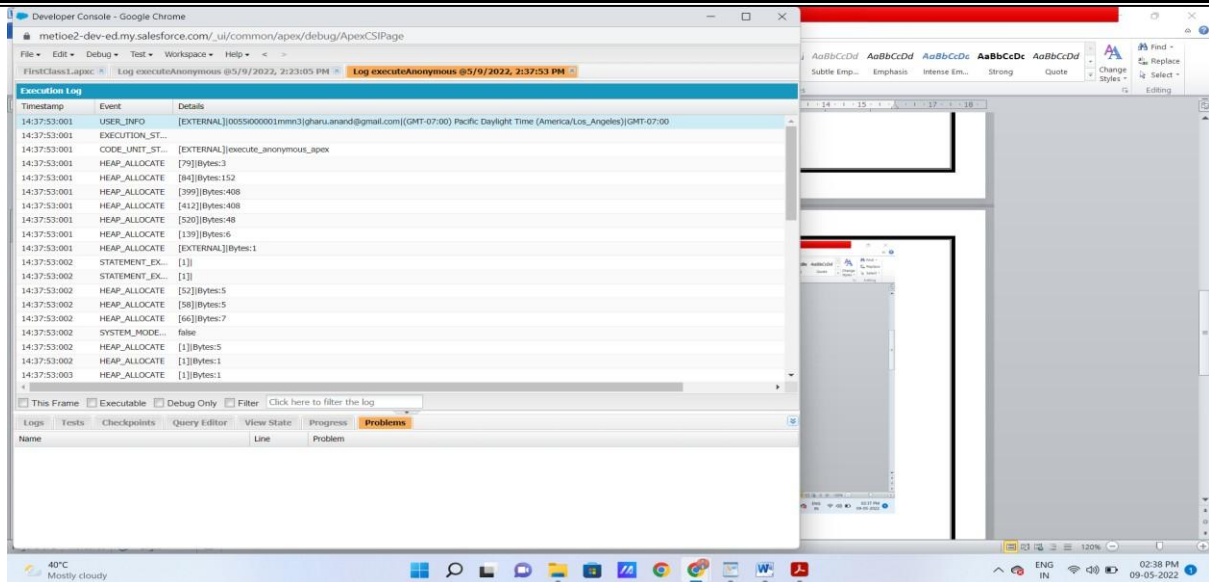 Developer Console - Google Chrome
metioe2-dev-ed.my.salesforce.com/_ui/common/apex/debug/ApexCSIPage
File Edit Debug Test Workspace Help < >
FirstClass1.apxc Log executeAnonymous @5/9/2022, 2:23:05 PM Log executeAnonymous @5/9/2022, 2:37:53 PM
Execution Log
Timestamp Event Details
14:37:53:001 USER_INFO [EXTERNAL]|0055i000001mmn3|gharu.anand@gmail.com|(GMT-07:00) Pacific Daylight Time (America/Los_Angeles)|GMT-07:00
14:37:53:001 EXECUTION_ST...
14:37:53:001 CODE_UNIT_ST... [EXTERNAL]|execute_anonymous_apex
14:37:53:001 HEAP_ALLOCATE [79]|Bytes:3
14:37:53:001 HEAP_ALLOCATE [84]|Bytes:152
14:37:53:001 HEAP_ALLOCATE [399]|Bytes:408
14:37:53:001 HEAP_ALLOCATE [412]|Bytes:408
14:37:53:001 HEAP_ALLOCATE [520]|Bytes:48
14:37:53:001 HEAP_ALLOCATE [139]|Bytes:6
14:37:53:001 HEAP_ALLOCATE [EXTERNAL]|Bytes:1
14:37:53:002 STATEMENT_EX... [1]|
14:37:53:002 STATEMENT_EX... [1]|
14:37:53:002 HEAP_ALLOCATE [52]|Bytes:5
14:37:53:002 HEAP_ALLOCATE [58]|Bytes:5
14:37:53:002 HEAP_ALLOCATE [66]|Bytes:7
14:37:53:002 SYSTEM_MODE... false
14:37:53:002 HEAP_ALLOCATE [1]|Bytes:5
14:37:53:002 HEAP_ALLOCATE [1]|Bytes:1
14:37:53:003 HEAP_ALLOCATE [1]|Bytes:1
This Frame Executable Debug Only Filter Click here to filter the log
Logs Tests Checkpoints Query Editor View State Progress Problems
Name Line Problem
AaBbCcDd AaBbCcDd AaBbCcDc AaBbCcDc AaBbCcDd
Subtle Emp... Emphasis Intense Em... Strong Quote
Change Styles
Find
Replace
Select
Editing
14 15 17 18
120%
40°C
Mostly cloudy
ENG
IN
02:38 PM
09-05-2022
1